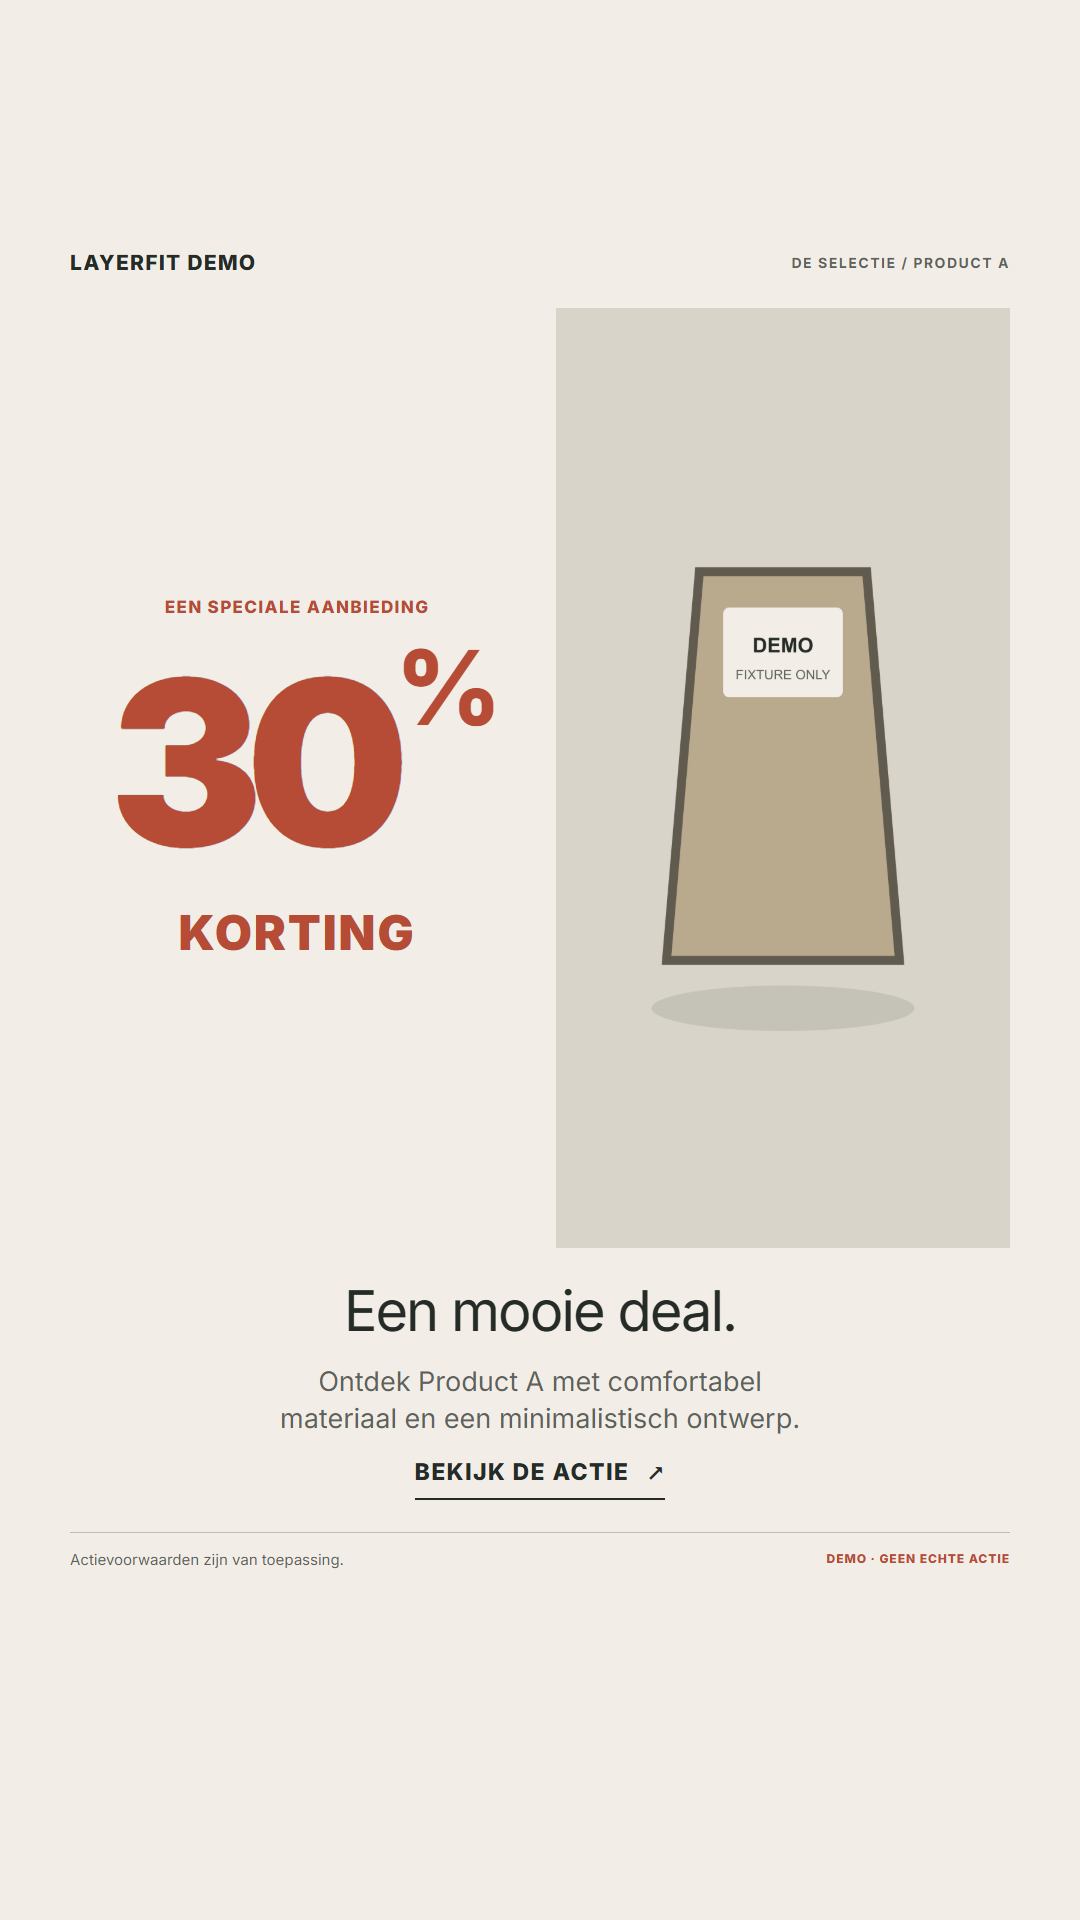 LAYERFIT DEMO
DE SELECTIE / PRODUCT A
EEN SPECIALE AANBIEDING
30%
KORTING
DEMO
FIXTURE ONLY
Een mooie deal.
Ontdek Product A met comfortabel
materiaal en een minimalistisch ontwerp.
BEKIJK DE ACTIE ↗
Actievoorwaarden zijn van toepassing.
DEMO · GEEN ECHTE ACTIE